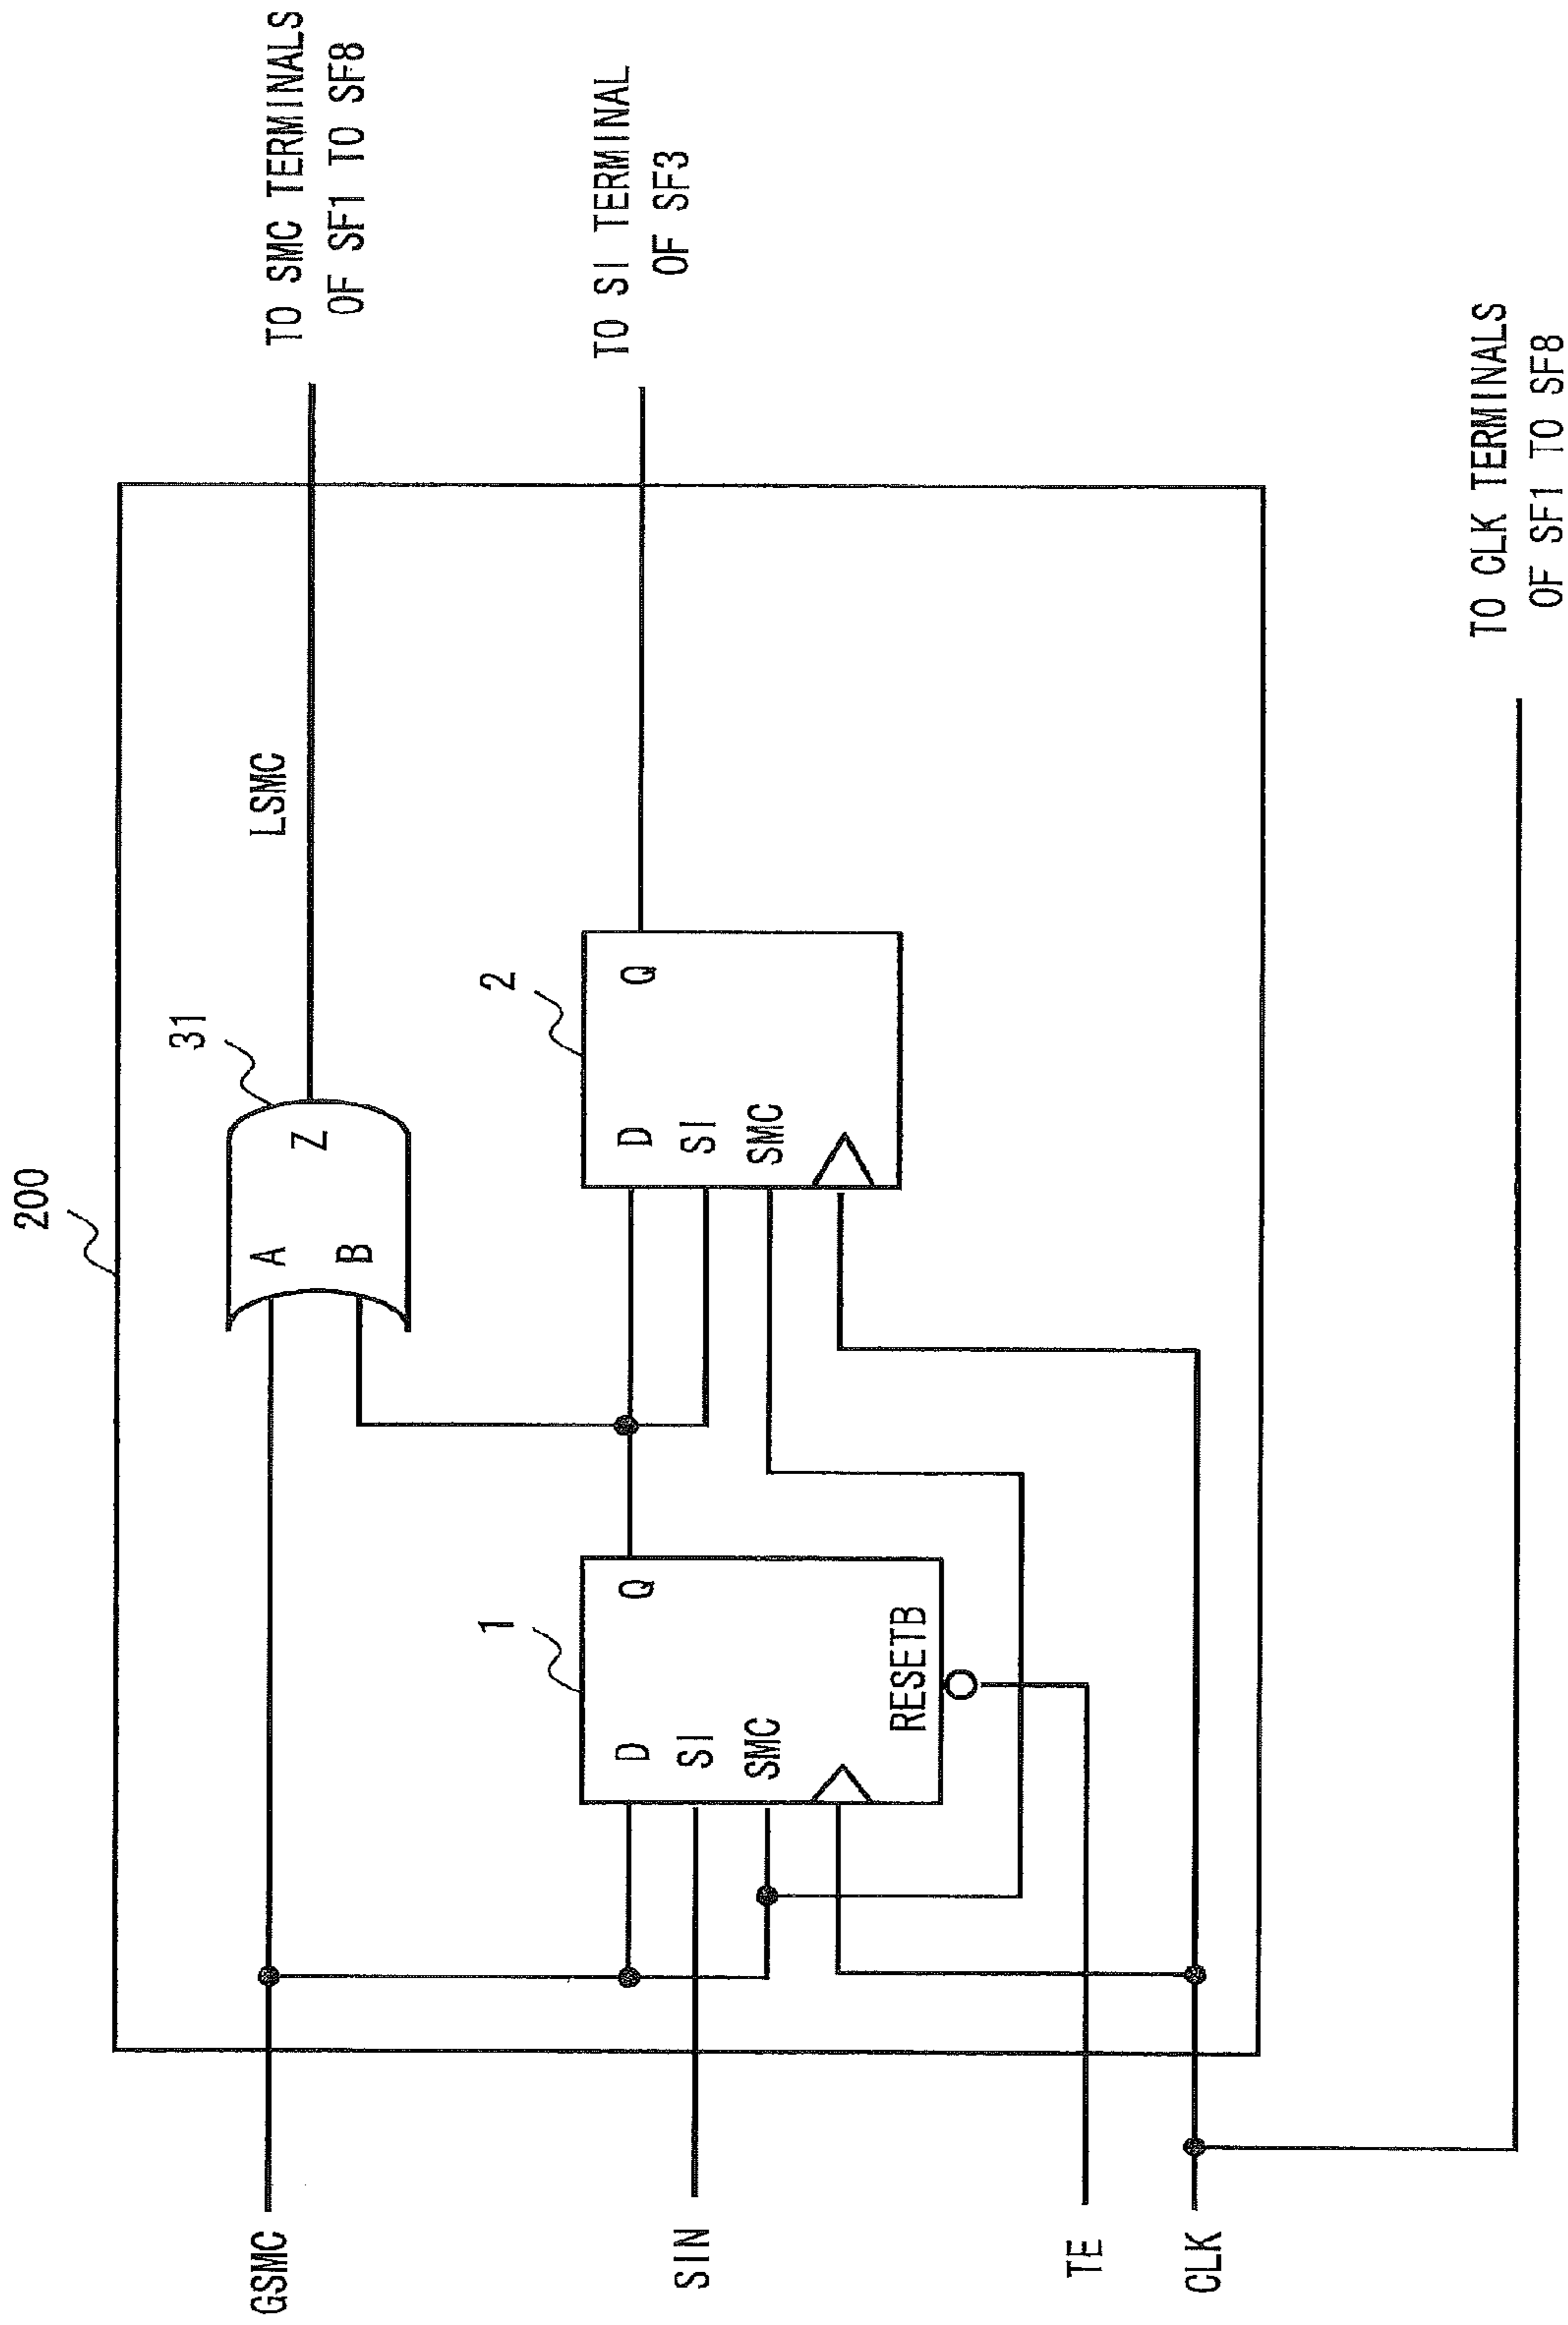 200
GSMC
A
B
Z
31
LSMC
TO SMC TERMINALS
OF SF1 TO SF8
SIN
1
D
SI
SMC
Q
RESETB
2
D
SI
SMC
Q
TO SI TERMINAL
OF SF3
TE
CLK
TO CLK TERMINALS
OF SF1 TO SF8